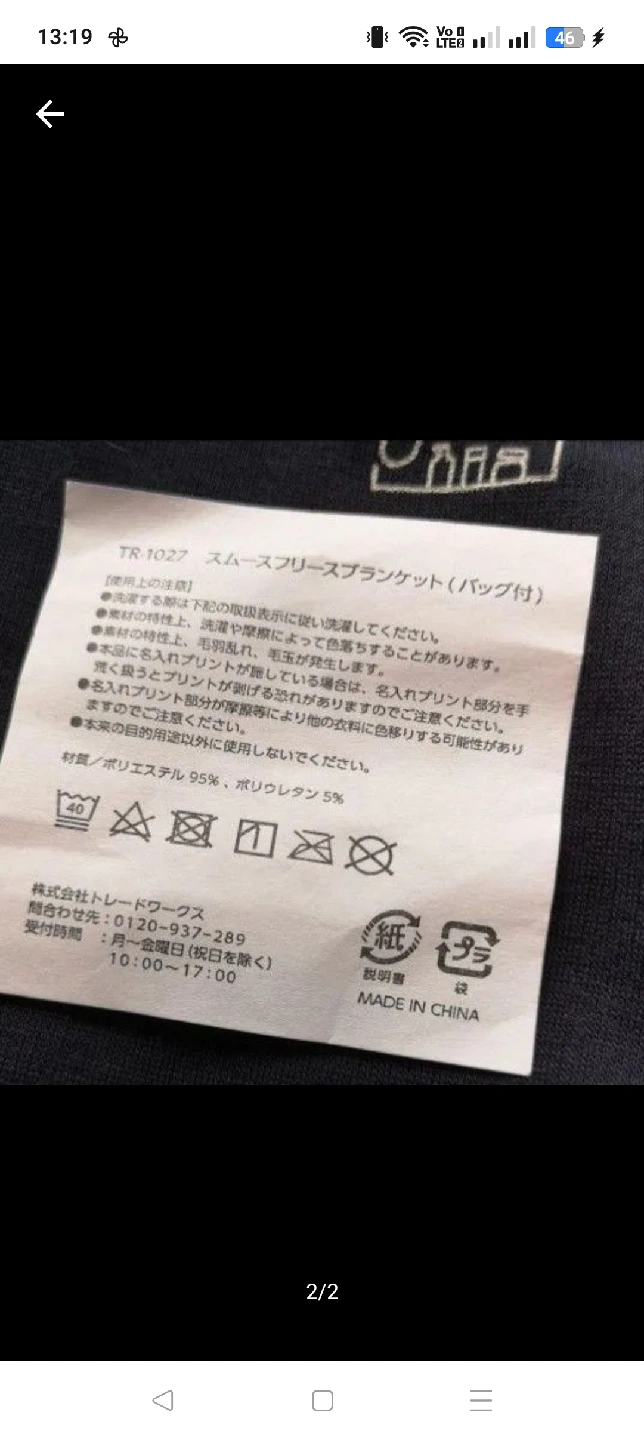 13:19
Vo
LTE2
46
TR-1027 スムースフリースブランケット(バッグ付)
[使用上の注意]
●洗濯する際は下記の取扱表示に従い洗濯してください。
●素材の特性上、洗濯や摩擦によって色落ちすることがあります。
●素材の特性上、毛羽乱れ、毛玉が発生します。
●本品に名入れプリントが施している場合は、名入れプリント部分を手
荒く扱うとプリントが剥げる恐れがありますのでご注意ください。
●名入れプリント部分が摩擦等により他の衣料に色移りする可能性があり
ますのでご注意ください。
●本来の目的用途以外に使用しないでください。
材質/ポリエステル 95%、ポリウレタン 5%
40
株式会社トレードワークス
問合わせ先:0120-937-289
受付時間 :月~金曜日(祝日を除く)
10:00~17:00
紙
説明書
プラ
袋
MADE IN CHINA
2/2